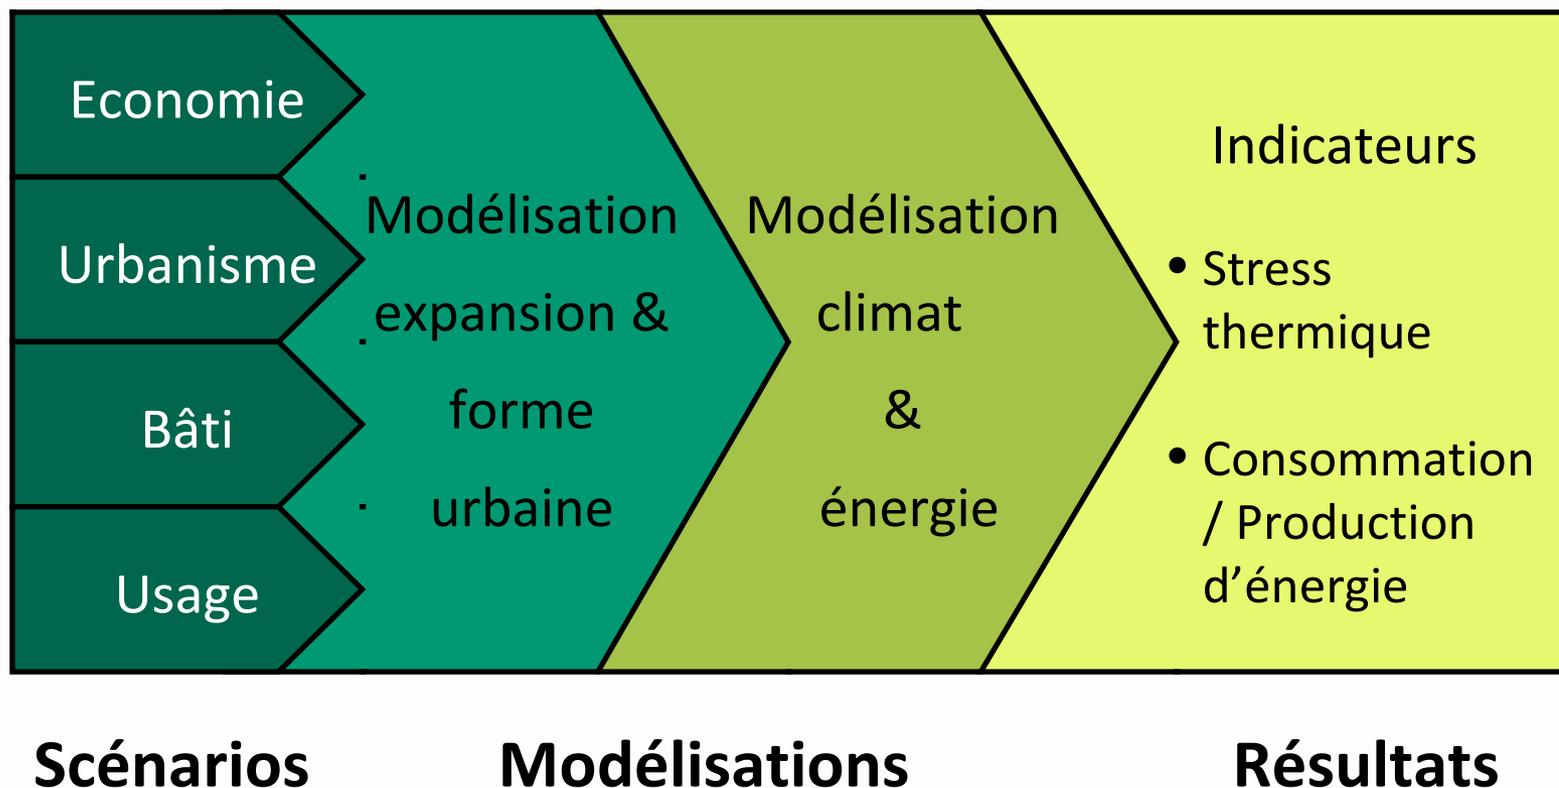 Economie
Urbanisme
Bâti
Usage
Modélisation
expansion &
forme
urbaine
Modélisation
climat
&
énergie
Indicateurs
• Stress
thermique
• Consommation
/ Production
d’énergie
Scénarios
Modélisations
Résultats